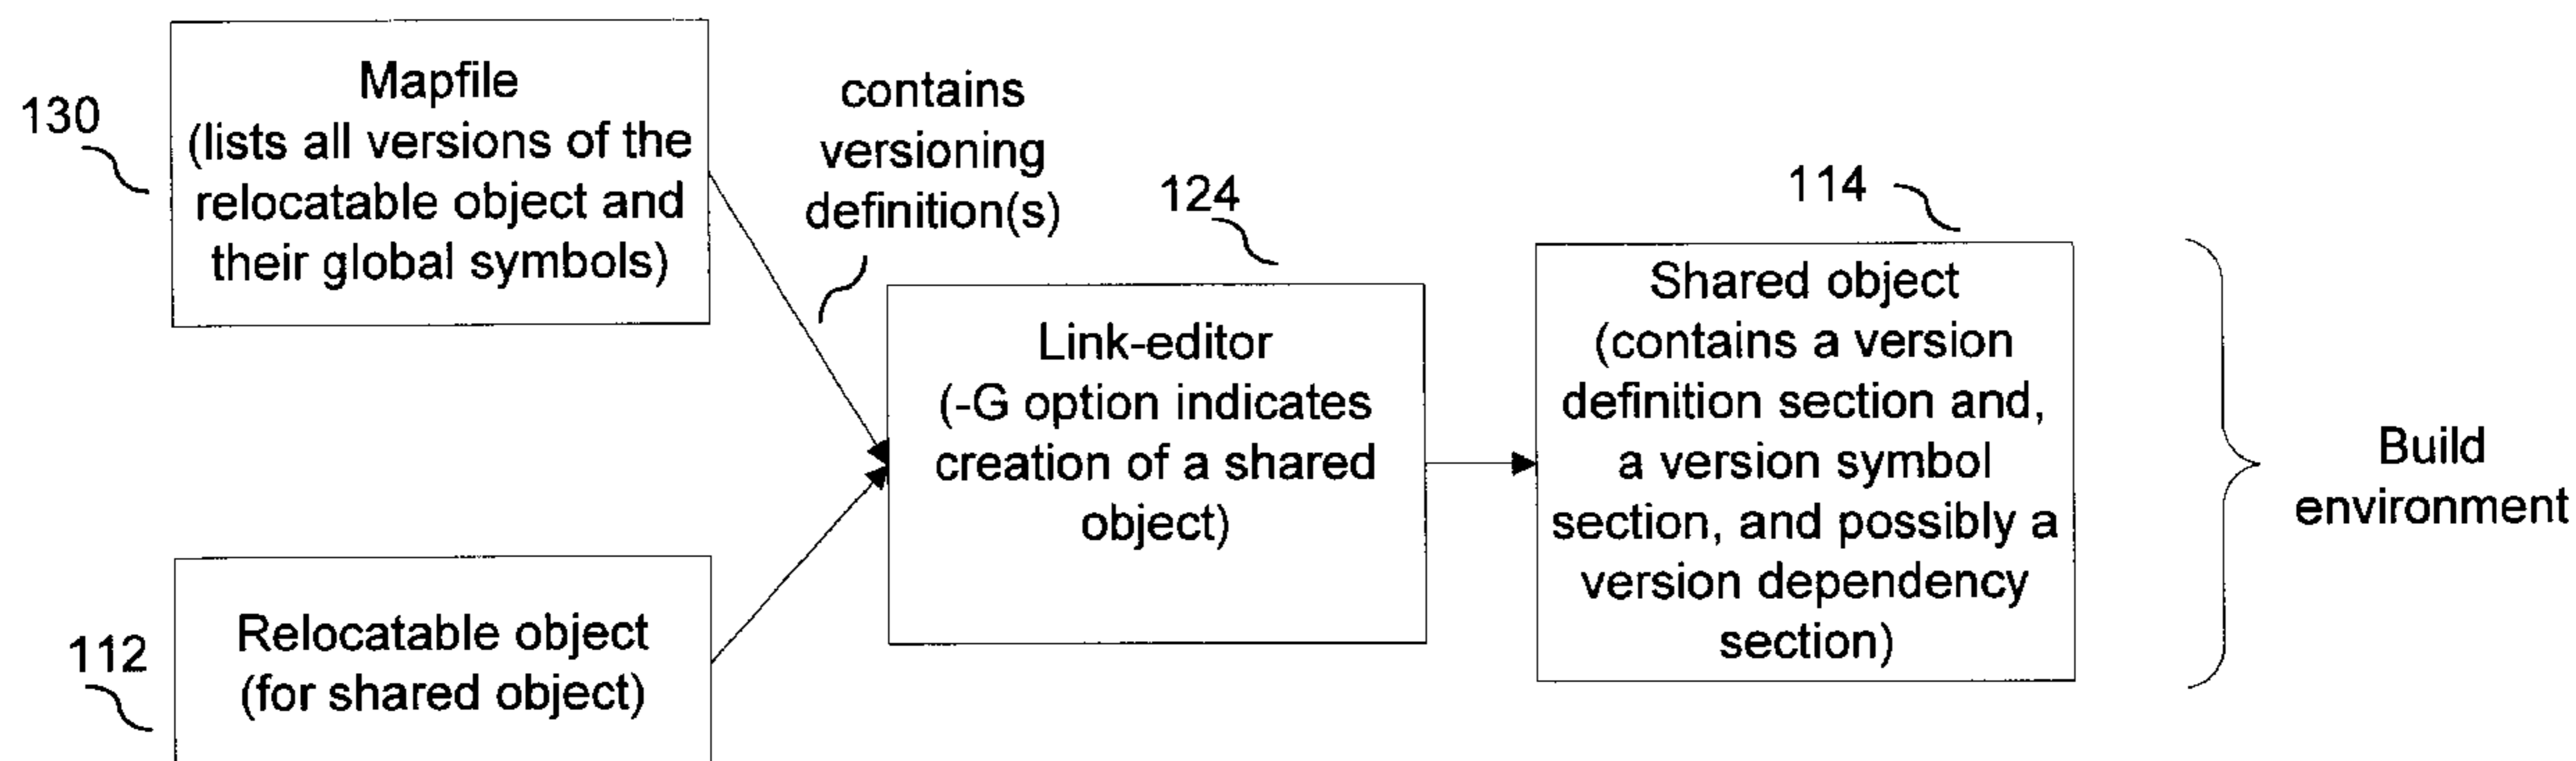 130
Mapfile
(lists all versions of the
relocatable object and
their global symbols)
contains
versioning
definition(s)
124
Link-editor
(-G option indicates
creation of a shared
object)
114
Shared object
(contains a version
definition section and,
a version symbol
section, and possibly a
version dependency
section)
Build
environment
112
Relocatable object
(for shared object)